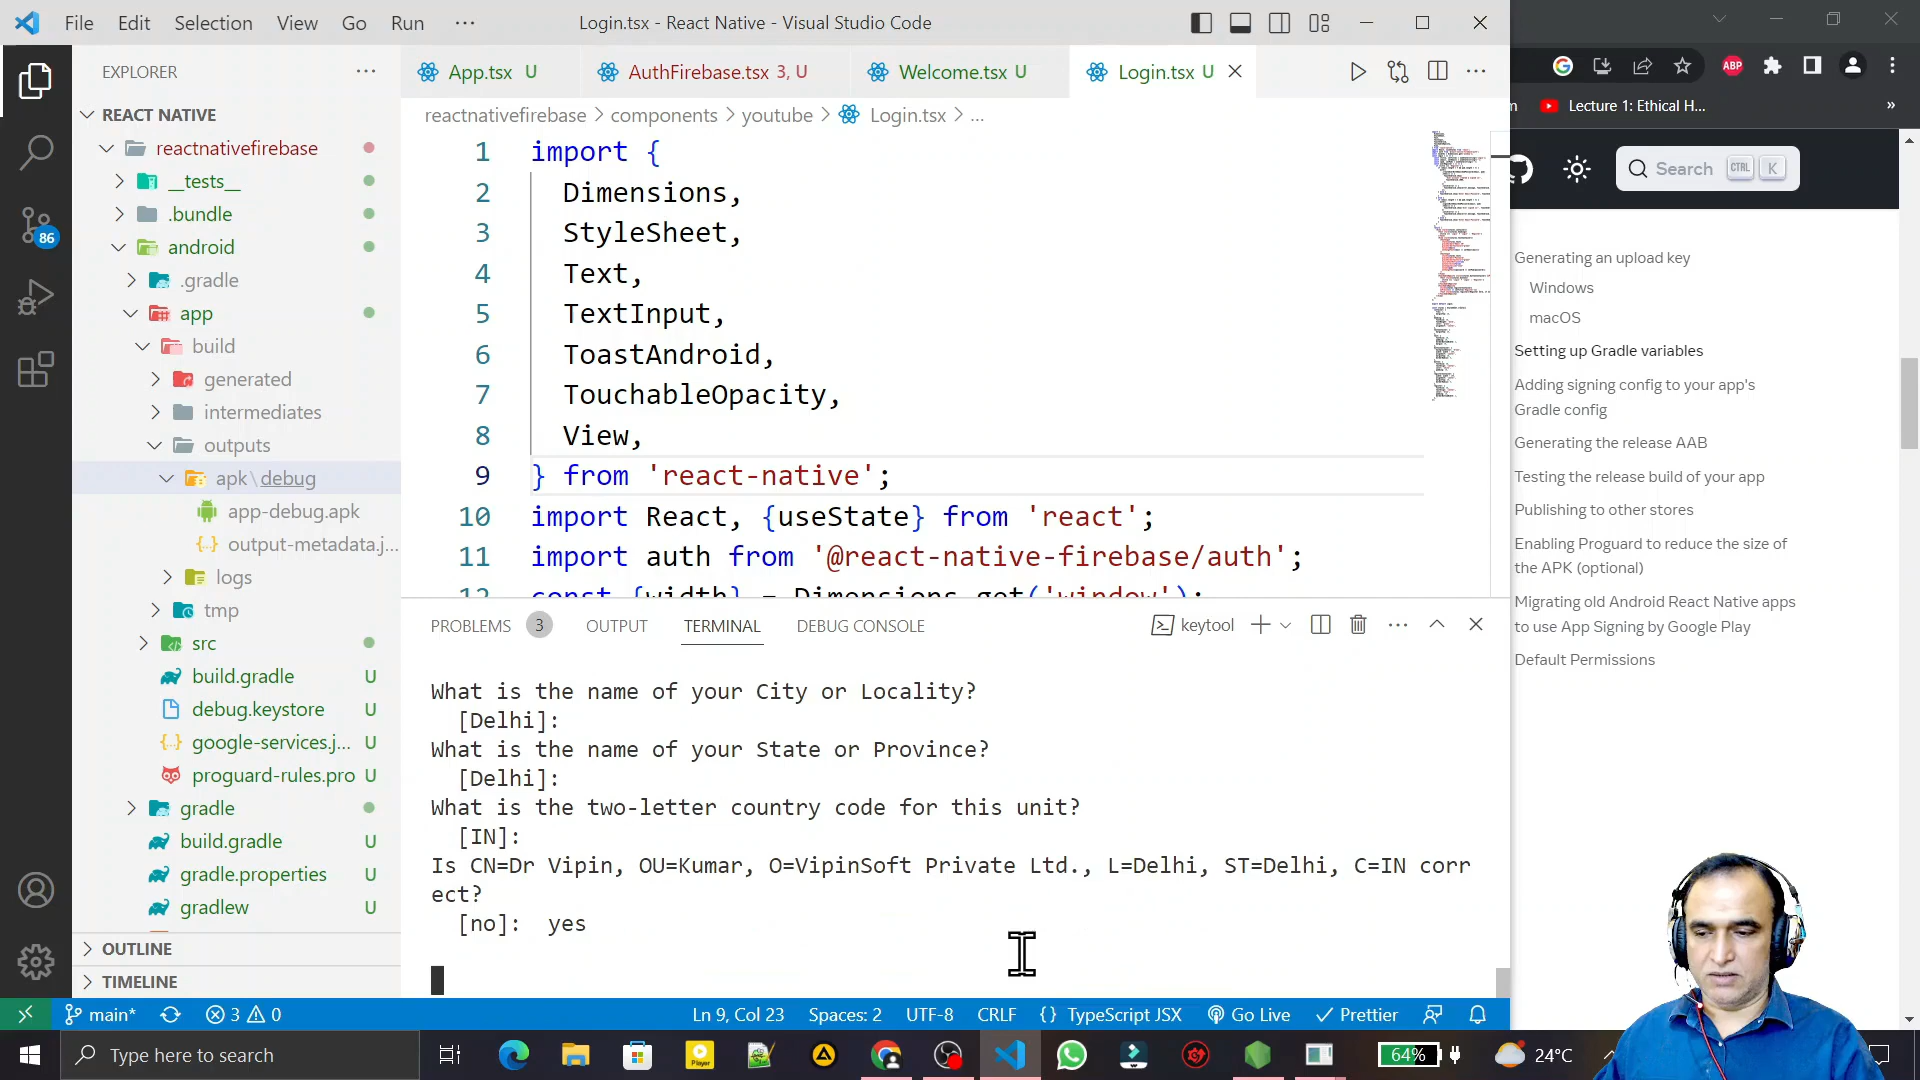 File Edit Selection View Go Run ···
Login.tsx - React Native - Visual Studio Code
EXPLORER ···
App.tsx U
AuthFirebase.tsx 3, U
Welcome.tsx U
Login.tsx U
reactnativefirebase > components > youtube > Login.tsx > ...
REACT NATIVE
reactnativefirebase
__tests__
.bundle
android
.gradle
app
build
generated
intermediates
outputs
apk\debug
app-debug.apk
{..} output-metadata.j...
logs
tmp
src
build.gradle U
debug.keystore U
{..} google-services.j... U
proguard-rules.pro U
gradle
build.gradle U
gradle.properties U
gradlew U
OUTLINE
TIMELINE
86
1 import {
2 Dimensions,
3 StyleSheet,
4 Text,
5 TextInput,
6 ToastAndroid,
7 TouchableOpacity,
8 View,
9 } from 'react-native';
10 import React, {useState} from 'react';
11 import auth from '@react-native-firebase/auth';
12 const {width} = Dimensions.get('window');
PROBLEMS 3 OUTPUT TERMINAL DEBUG CONSOLE
keytool
What is the name of your City or Locality?
[Delhi]:
What is the name of your State or Province?
[Delhi]:
What is the two-letter country code for this unit?
[IN]:
Is CN=Dr Vipin, OU=Kumar, O=VipinSoft Private Ltd., L=Delhi, ST=Delhi, C=IN corr
ect?
[no]: yes
main* 3 0
Ln 9, Col 23 Spaces: 2 UTF-8 CRLF {} TypeScript JSX Go Live Prettier
ABP
Lecture 1: Ethical H...
»
Search CTRL K
Generating an upload key
Windows
macOS
Setting up Gradle variables
Adding signing config to your app's
Gradle config
Generating the release AAB
Testing the release build of your app
Publishing to other stores
Enabling Proguard to reduce the size of
the APK (optional)
Migrating old Android React Native apps
to use App Signing by Google Play
Default Permissions
Type here to search
Player
64%
24°C